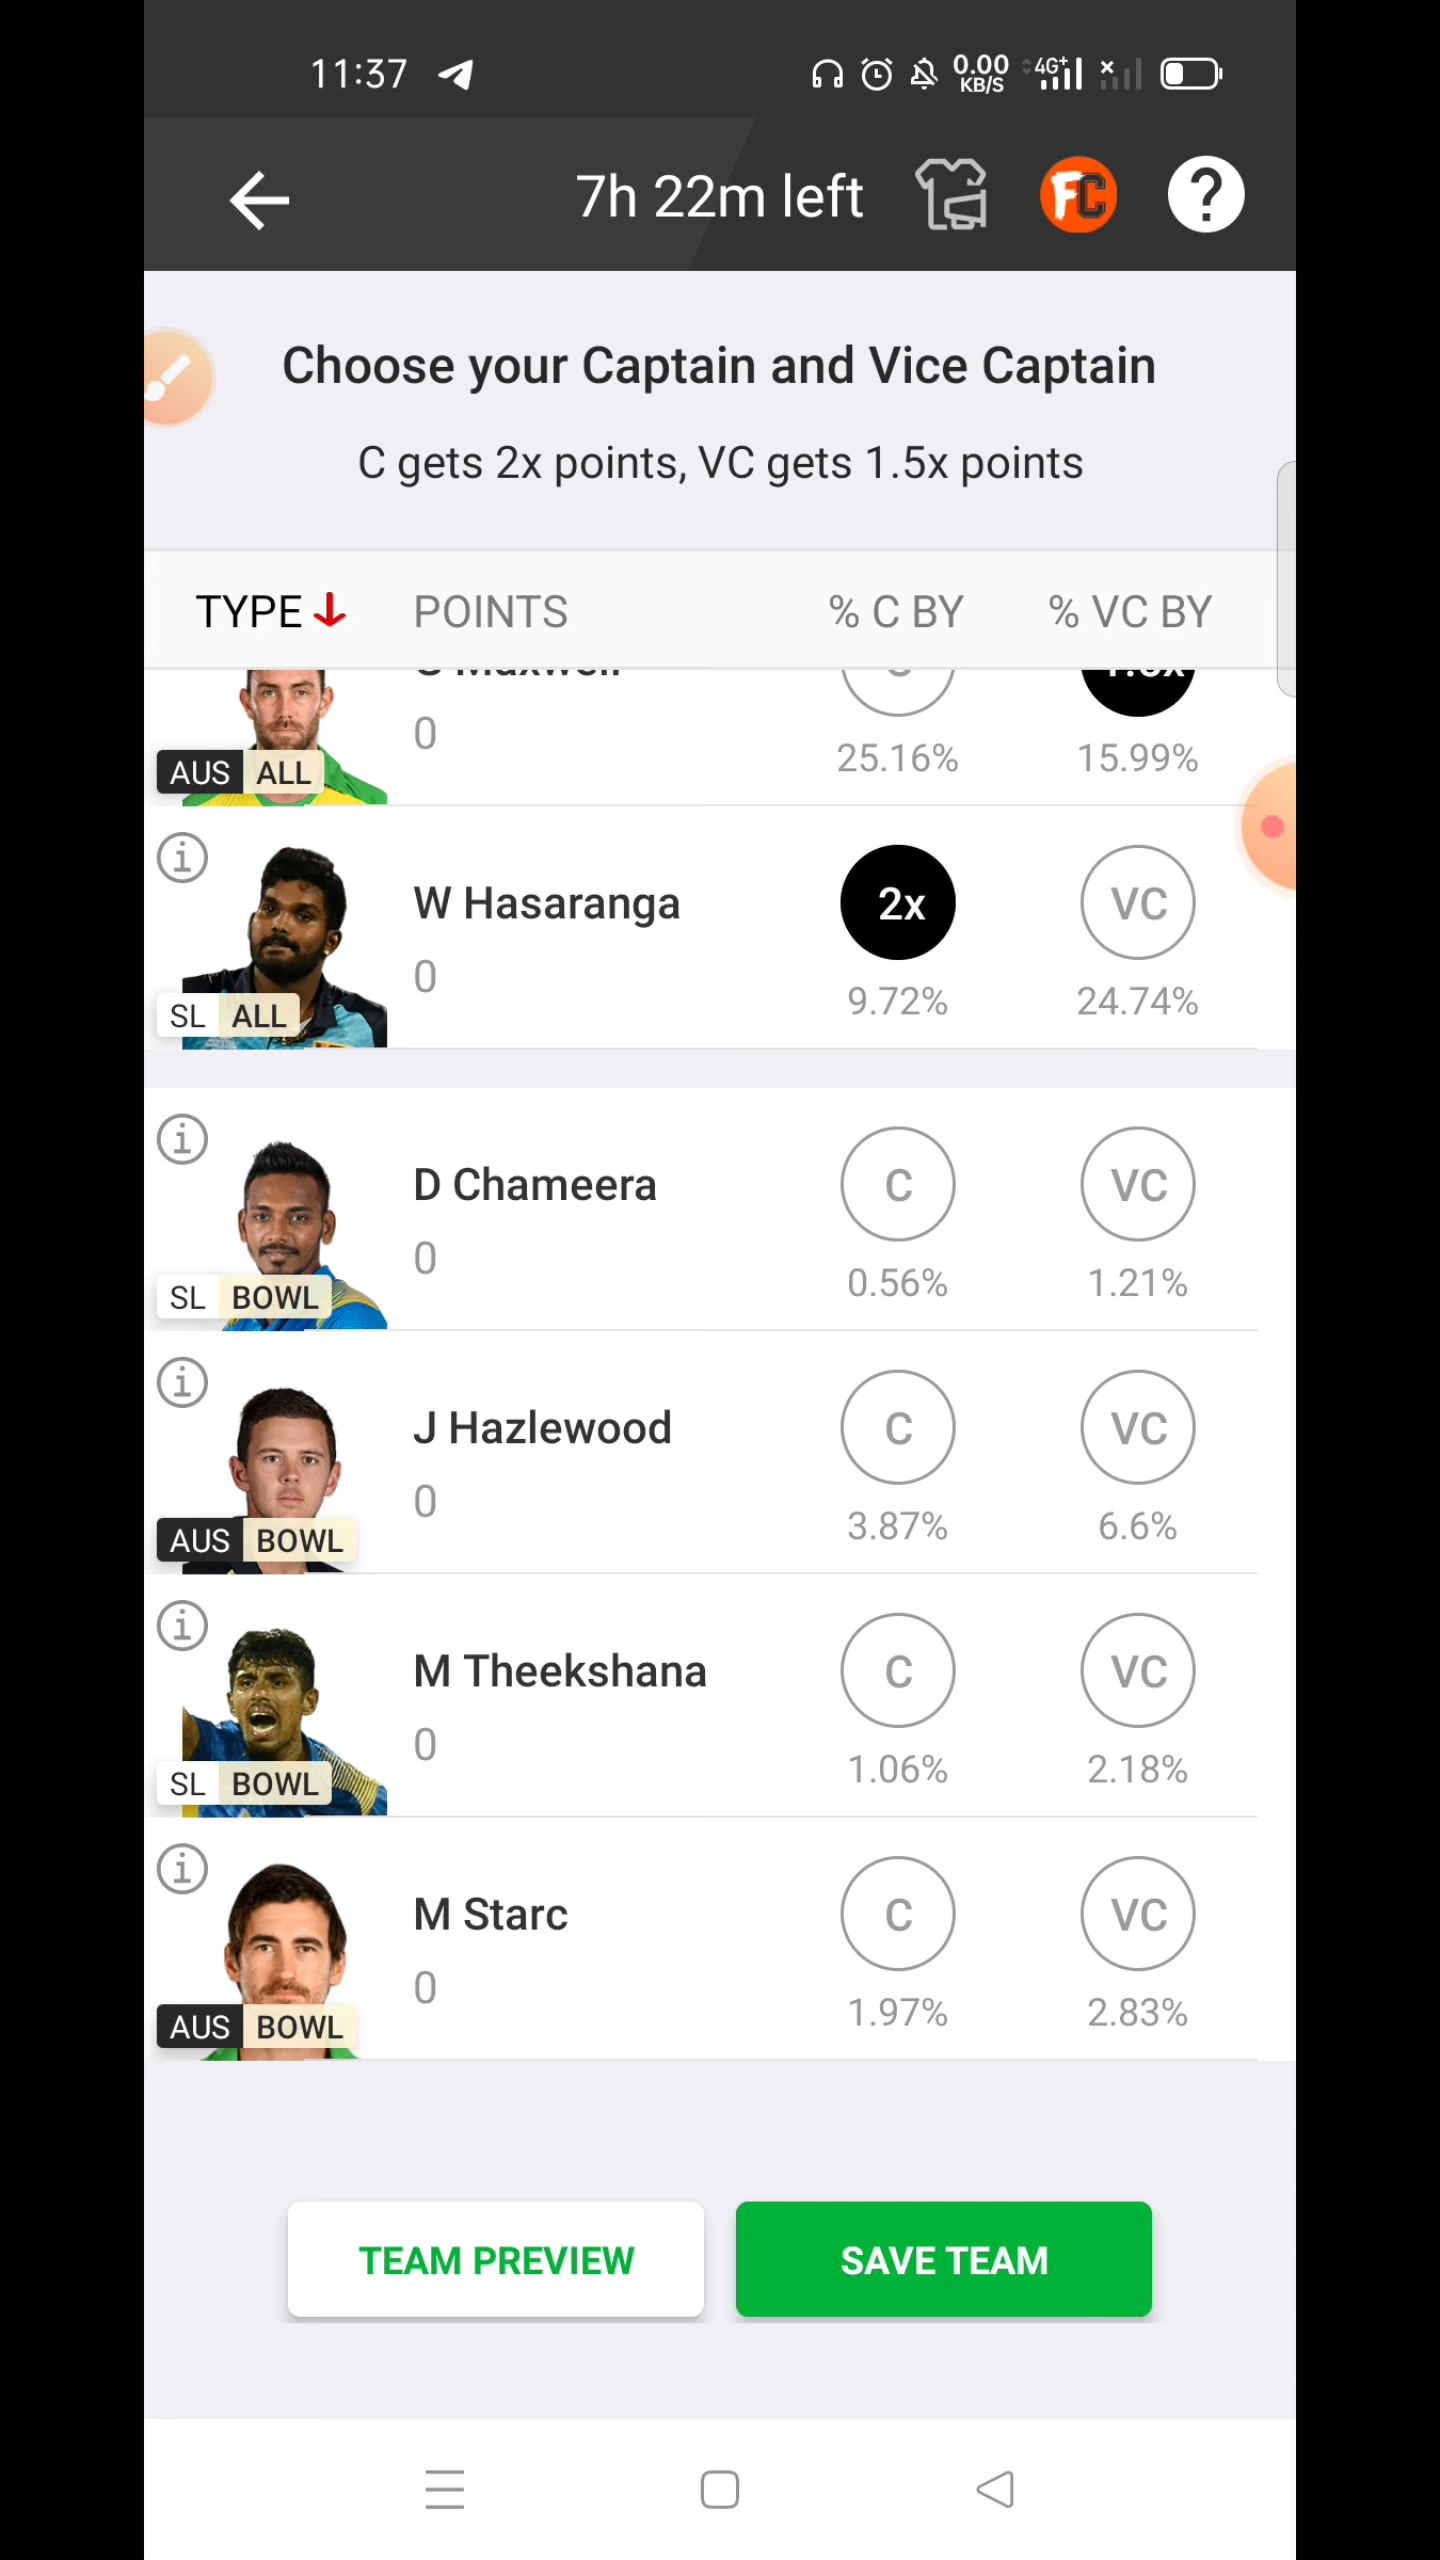 11:37
0.00 KB/S 4G+
7h 22m left
FC
?
Choose your Captain and Vice Captain
C gets 2x points, VC gets 1.5x points
TYPE POINTS % C BY % VC BY
Maxwell
0
25.16% 15.99%
AUS ALL
W Hasaranga 2x VC
0
9.72% 24.74%
SL ALL
D Chameera C VC
0
0.56% 1.21%
SL BOWL
J Hazlewood C VC
0
3.87% 6.6%
AUS BOWL
M Theekshana C VC
0
1.06% 2.18%
SL BOWL
M Starc C VC
0
1.97% 2.83%
AUS BOWL
TEAM PREVIEW SAVE TEAM